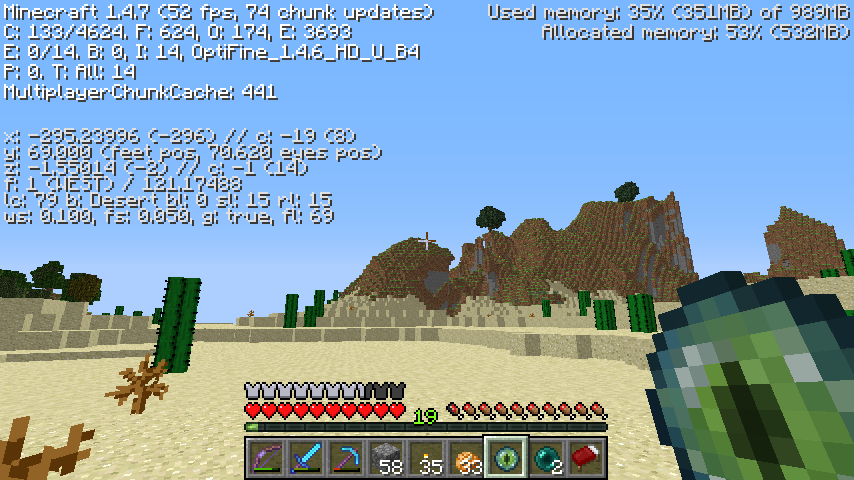 Minecraft 1.4.7 (52 fps, 74 chunk updates)
C: 133/4624, F: 624, O: 174, E: 3693
E: 0/14, B: 0, I: 14, OptiFine_1.4.6_HD_U_B4
P: 0, T: All: 14
MultiplayerChunkCache: 441
Used memory: 35% (351MB) of 989MB
Allocated memory: 53% (532MB)
x: -295.23996 (-296) // c: -19 (8)
y: 69.000 (feet pos, 70.620 eyes pos)
z: -1.55014 (-2) // c: -1 (14)
f: 1 (WEST) / 121.17488
lc: 79 b: Desert bl: 0 sl: 15 rl: 15
ws: 0.100, fs: 0.050, g: true, fl: 69
19
58
35
33
2